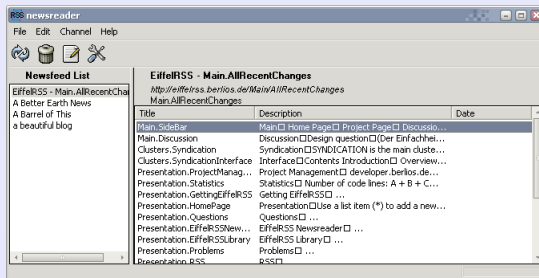 RSS newsreader
File Edit Channel Help
Newsfeed List
EiffelRSS - Main.AllRecentChan
A Better Earth News
A Barrel of This
a beautiful blog
EiffelRSS - Main.AllRecentChanges
http://eiffelrss.berlios.de/Main/AllRecentChanges
Main.AllRecentChanges
Title Description Date
Main.SideBar Main□ Home Page□ Project Page□ Discussio...
Main.Discussion Discussion□Design question□(Der Einfachhei...
Clusters.Syndication Syndication□SYNDICATION is the main cluste...
Clusters.SyndicationInterface Interface□Contents Introduction□ Overview...
Presentation.ProjectManag... Project Management□ developer.berlios.de...
Presentation.Statistics Statistics□ Number of code lines: A + B + C...
Presentation.GettingEiffelRSS Getting EiffelRSS□ ...
Presentation.HomePage Presentation□Use a list item (*) to add a new...
Presentation.Questions Questions□ ...
Presentation.EiffelRSSNew... EiffelRSS Newsreader□ ...
Presentation.EiffelRSSLibrary EiffelRSS Library□ ...
Presentation.Problems Problems□ ...
Presentation.RSS RSS□